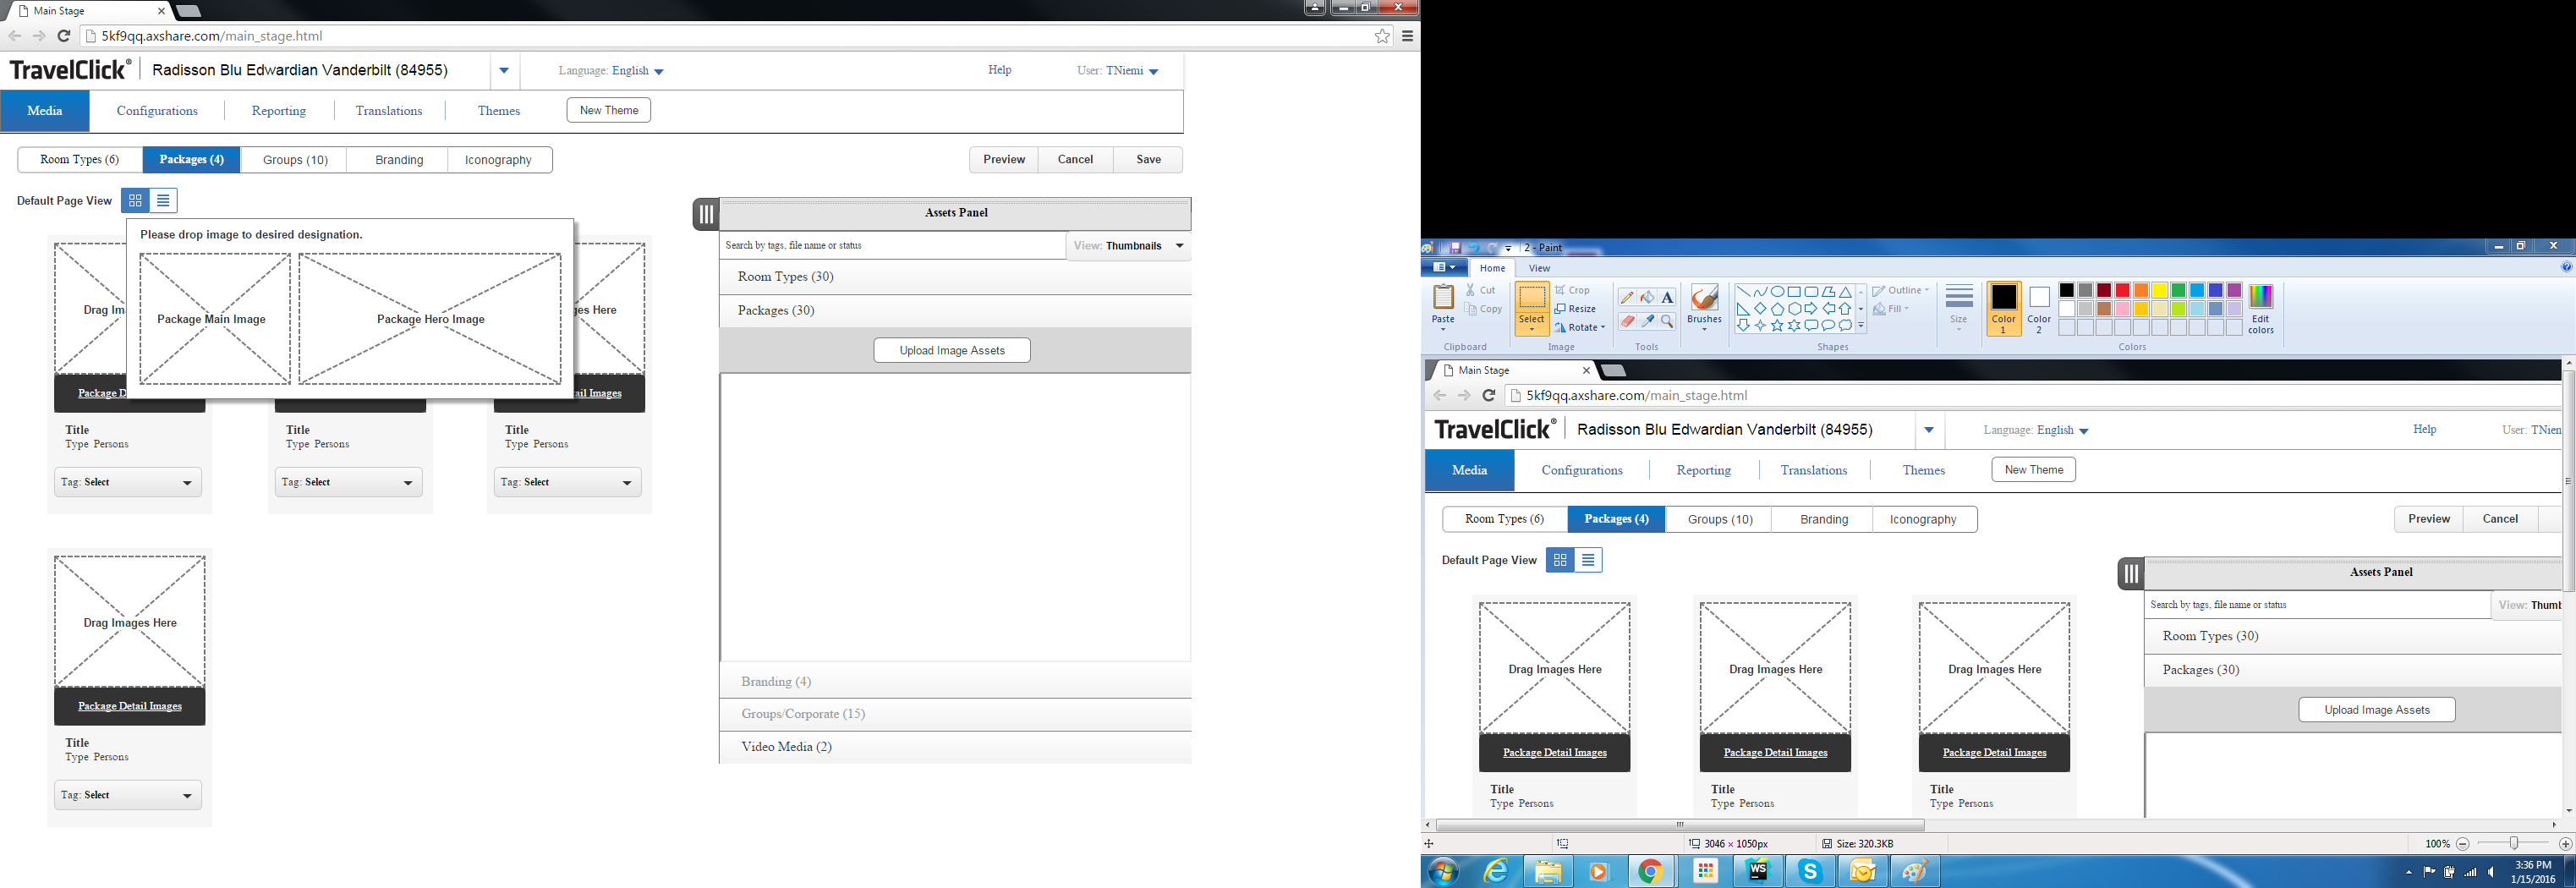 Main Stage
5kf9qq.axshare.com/main_stage.html
TravelClick® Radisson Blu Edwardian Vanderbilt (84955) Language: English Help User: TNiemi
Media Configurations Reporting Translations Themes New Theme
Room Types (6) Packages (4) Groups (10) Branding Iconography Preview Cancel Save
Default Page View
Please drop image to desired designation.
Drag Im
Package Main Image
Package Hero Image
ges Here
Package D
ail Images
Title
Type Persons
Tag: Select
Title
Type Persons
Tag: Select
Title
Type Persons
Tag: Select
Drag Images Here
Package Detail Images
Title
Type Persons
Tag: Select
Assets Panel
Search by tags, file name or status View: Thumbnails
Room Types (30)
Packages (30)
Upload Image Assets
Branding (4)
Groups/Corporate (15)
Video Media (2)
2 - Paint
Home View
Paste
Cut
Copy
Clipboard
Select
Crop
Resize
Rotate
Image
Tools
Brushes
Outline
Fill
Shapes
Size
Color
1
Color
2
Edit
colors
Colors
Main Stage
5kf9qq.axshare.com/main_stage.html
TravelClick® Radisson Blu Edwardian Vanderbilt (84955) Language: English Help User: TNien
Media Configurations Reporting Translations Themes New Theme
Room Types (6) Packages (4) Groups (10) Branding Iconography Preview Cancel
Default Page View
Drag Images Here
Package Detail Images
Title
Type Persons
Drag Images Here
Package Detail Images
Title
Type Persons
Drag Images Here
Package Detail Images
Title
Type Persons
Assets Panel
Search by tags, file name or status View: Thumb
Room Types (30)
Packages (30)
Upload Image Assets
3046 × 1050px Size: 320.3KB 100%
WS
3:36 PM
1/15/2016